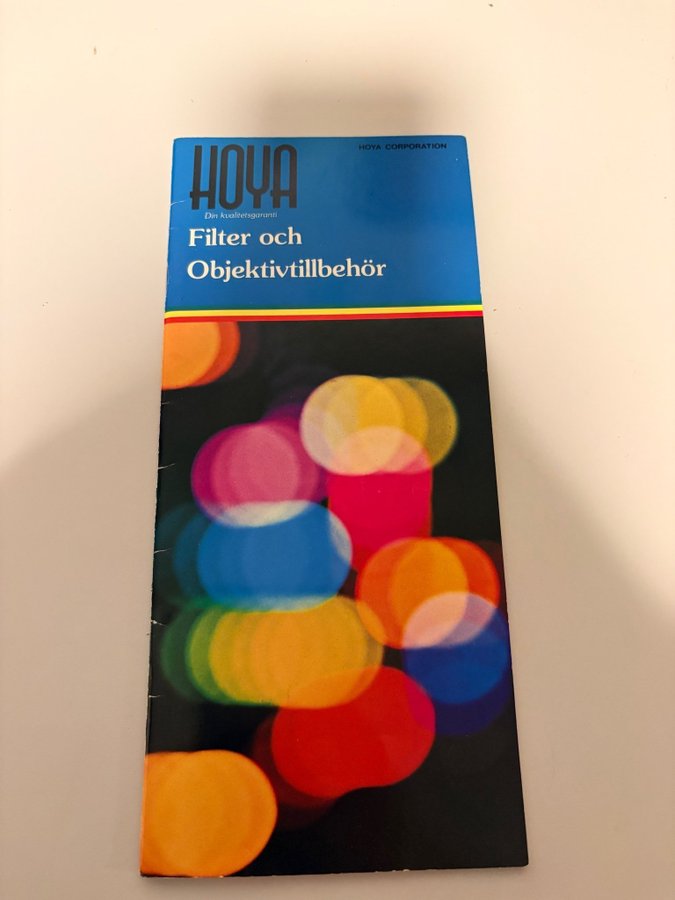 HOYA
HOYA CORPORATION
Din kvalitetsgaranti
Filter och
Objektivtillbehör